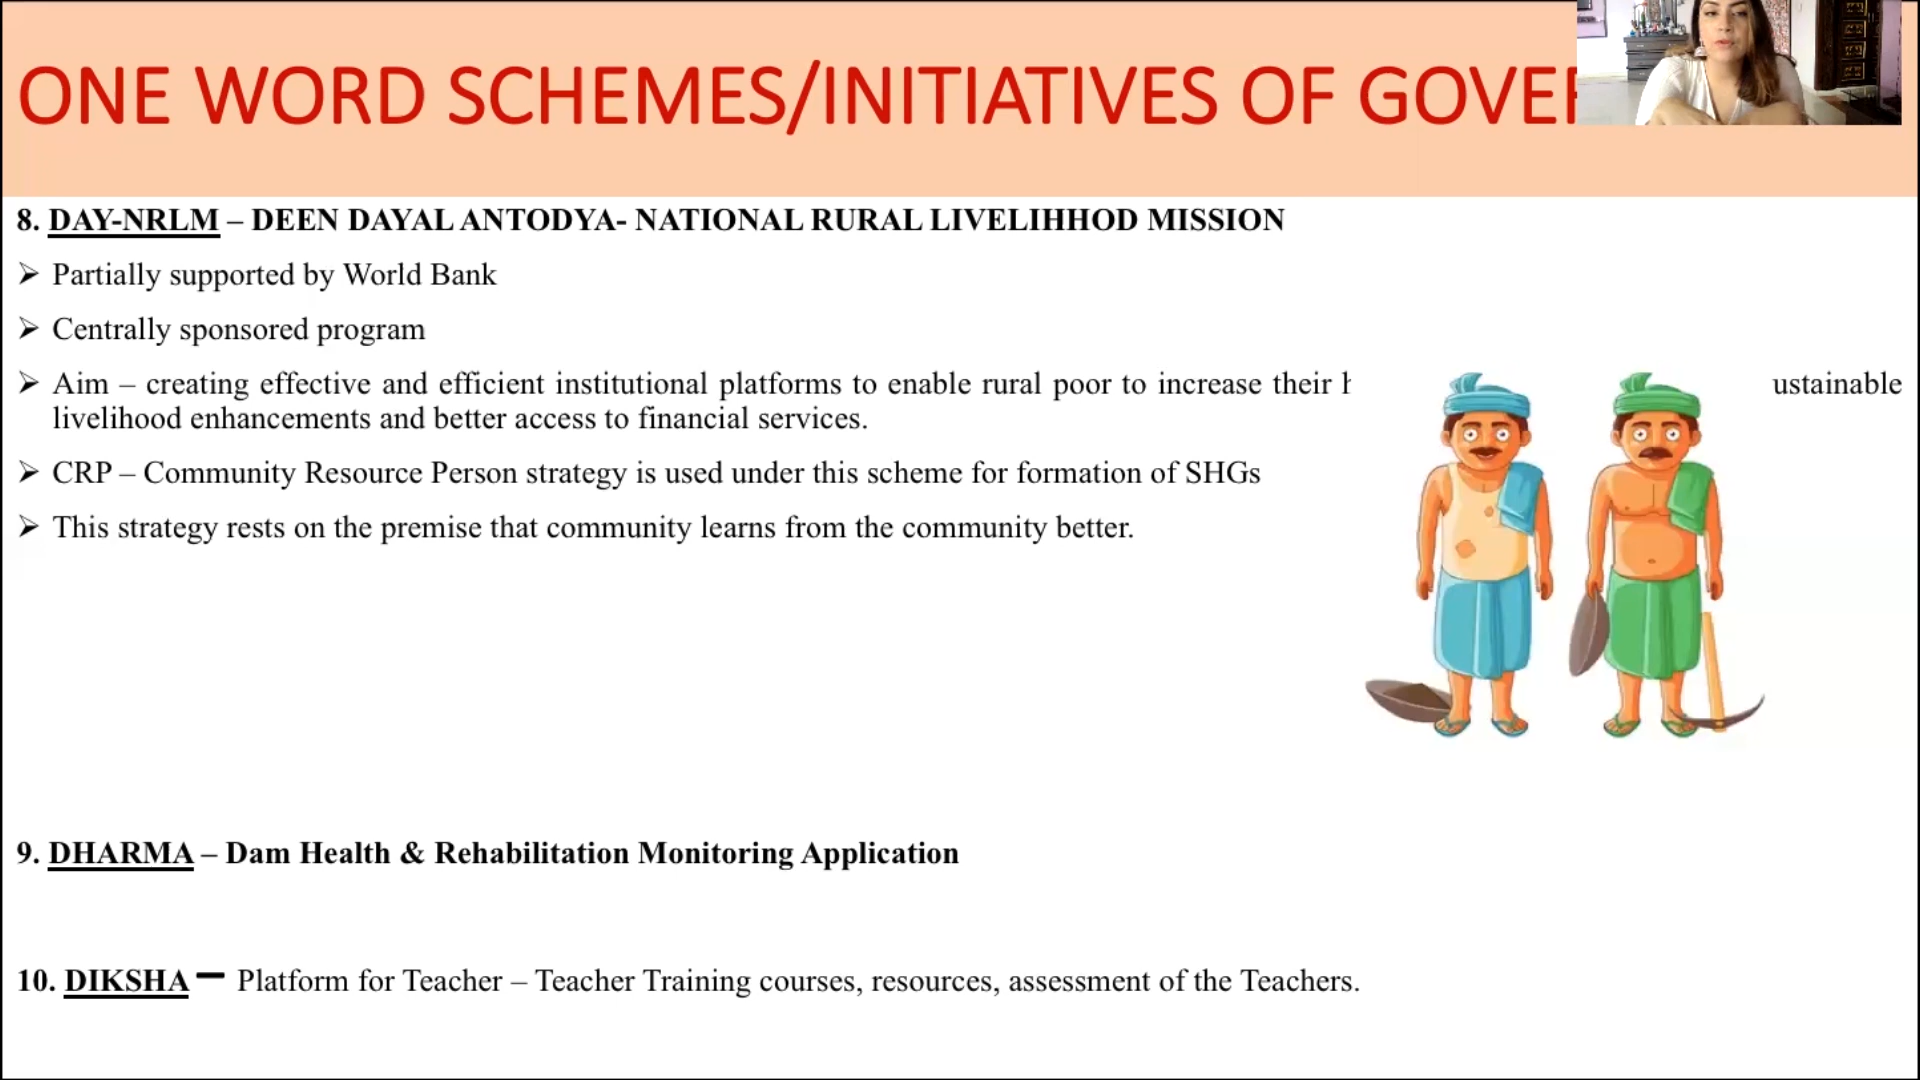 ONE WORD SCHEMES/INITIATIVES OF
8. DAY-NRLM – DEEN DAYAL ANTODYA- NATIONAL RURAL LIVELIHHOD MISSION
➢ Partially supported by World Bank
➢ Centrally sponsored program
➢ Aim – creating effective and efficient institutional platforms to enable rural poor to increase their ustainable
livelihood enhancements and better access to financial services.
➢ CRP – Community Resource Person strategy is used under this scheme for formation of SHGs
➢ This strategy rests on the premise that community learns from the community better.
9. DHARMA – Dam Health & Rehabilitation Monitoring Application
10. DIKSHA – Platform for Teacher – Teacher Training courses, resources, assessment of the Teachers.